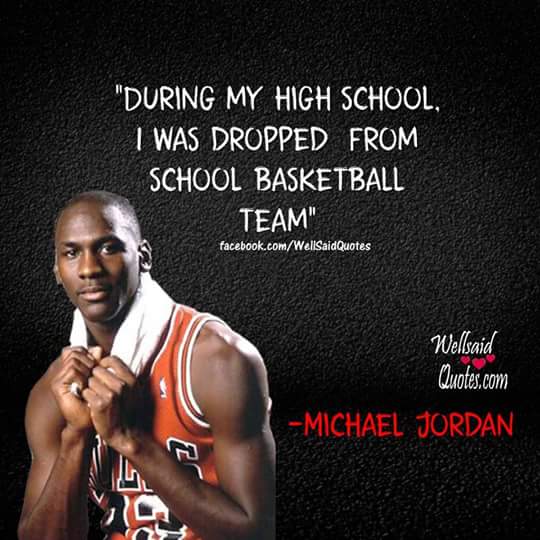 "DURING MY HIGH SCHOOL,
I WAS DROPPED FROM
SCHOOL BASKETBALL
TEAM"
facebook.com/WellSaidQuotes
Wellsaid
Quotes.com
-MICHAEL JORDAN